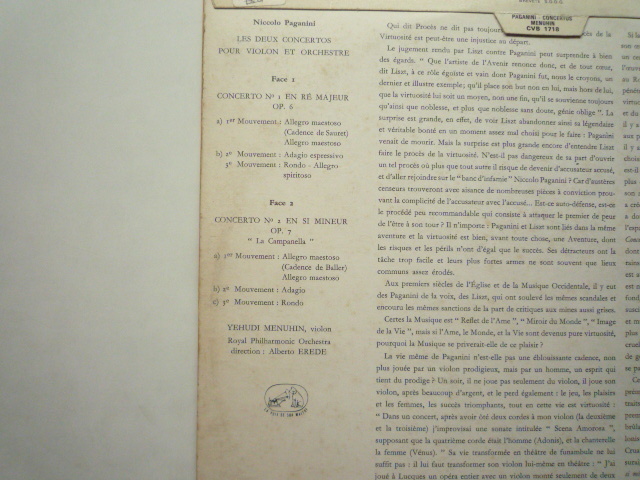 PAGANINI CONCERTOS
MENUHIN
CVB 1718
Niccolo Paganini
LES DEUX CONCERTOS
POUR VIOLON ET ORCHESTRE
Face 1
CONCERTO Nº 1 EN RÉ MAJEUR
OP. 6
a) 1er Mouvement : Allegro maestoso
(Cadence de Sauret)
Allegro maestoso
b) 2e Mouvement : Adagio espressivo
3e Mouvement : Rondo - Allegro-
spiritoso
Face 2
CONCERTO Nº 2 EN SI MINEUR
OP. 7
" La Campanella "
a) 1er Mouvement : Allegro maestoso
(Cadence de Baller)
Allegro maestoso
b) 2e Mouvement : Adagio
c) 3e Mouvement : Rondo
YEHUDI MENUHIN, violon
Royal Philharmonic Orchestra
direction : Alberto EREDE
LA VOIX DE SON MAITRE
Qui dit Procès ne dit pas toujours de la
Virtuosité est peut-être une injustice au départ.
Le jugement rendu par Liszt contre Paganini peut surprendre à bien
des égards. " Que l'artiste de l'Avenir renonce donc, et de tout cœur,
dit Liszt, à ce rôle égoïste et vain dont Paganini fut, nous le croyons, un
dernier et illustre exemple; qu'il place son but non en lui, mais hors de lui,
que la virtuosité lui soit un moyen, non une fin, qu'il se souvienne toujours
qu'ainsi que noblesse, et plus que noblesse sans doute, génie oblige ". La
surprise est grande, en effet, de voir Liszt abandonner ainsi sa légendaire
et véritable bonté en un moment assez mal choisi pour le faire : Paganini
venait de mourir. Mais la surprise est plus grande encore d'entendre Liszt
faire le procès de la virtuosité. N'est-il pas dangereux de sa part d'ouvrir
un tel procès où plus que tout autre il risque de devenir d'accusateur accusé,
et d'aller rejoindre sur le " banc d'infamie " Niccolo Paganini ? Car d'austères
censeurs trouveront avec aisance de nombreuses pièces à conviction prou-
vant la complicité de l'accusateur avec l'accusé... Est-ce auto-défense, est-ce
le procédé peu recommandable qui consiste à attaquer le premier de peur
de l'être à son tour ? Il n'importe : Paganini et Liszt sont liés dans la même
aventure et la virtuosité est bien, avant toute chose, une Aventure, dont
les risques et les périls n'ont d'égal que le succès. Ses détracteurs ont la
tâche trop facile et leurs plus fortes armes ne sont souvent que lieux
communs assez érodés.
Aux premiers siècles de l'Église et de la Musique Occidentale, il y eut
des Paganini de la voix, des Liszt, qui ont soulevé les mêmes scandales et
encouru les mêmes sanctions de la part de critiques aux mines aussi grises.
Certes la Musique est " Reflet de l'Ame ", " Miroir du Monde ", " Image
de la Vie ", mais si l'Ame, le Monde, et la Vie sont devenus pure virtuosité,
pourquoi la Musique se priverait-elle de ce plaisir ?
La vie même de Paganini n'est-elle pas une éblouissante cadence, non
plus jouée par un violon prodigieux, mais par un homme, un esprit qui
tient du prodige ? Un soir, il ne joue pas seulement du violon, il joue son
violon, après beaucoup d'argent, et le perd également : le jeu, les plaisirs
et les femmes, les succès triomphants, tout en cette vie est virtuosité :
" Dans un concert, après avoir ôté deux cordes à mon violon (la deuxième
et la troisième) j'improvisai une sonate intitulée " Scena Amorosa ",
supposant que la quatrième corde était l'homme (Adonis), et la chanterelle
la femme (Vénus). " Sa vie transformée en théâtre de funambule ne lui
suffit pas : il lui faut transformer son violon lui-même en théâtre : " J'ai
joué à Lucques un opéra entier avec un violon monté seulement de deux